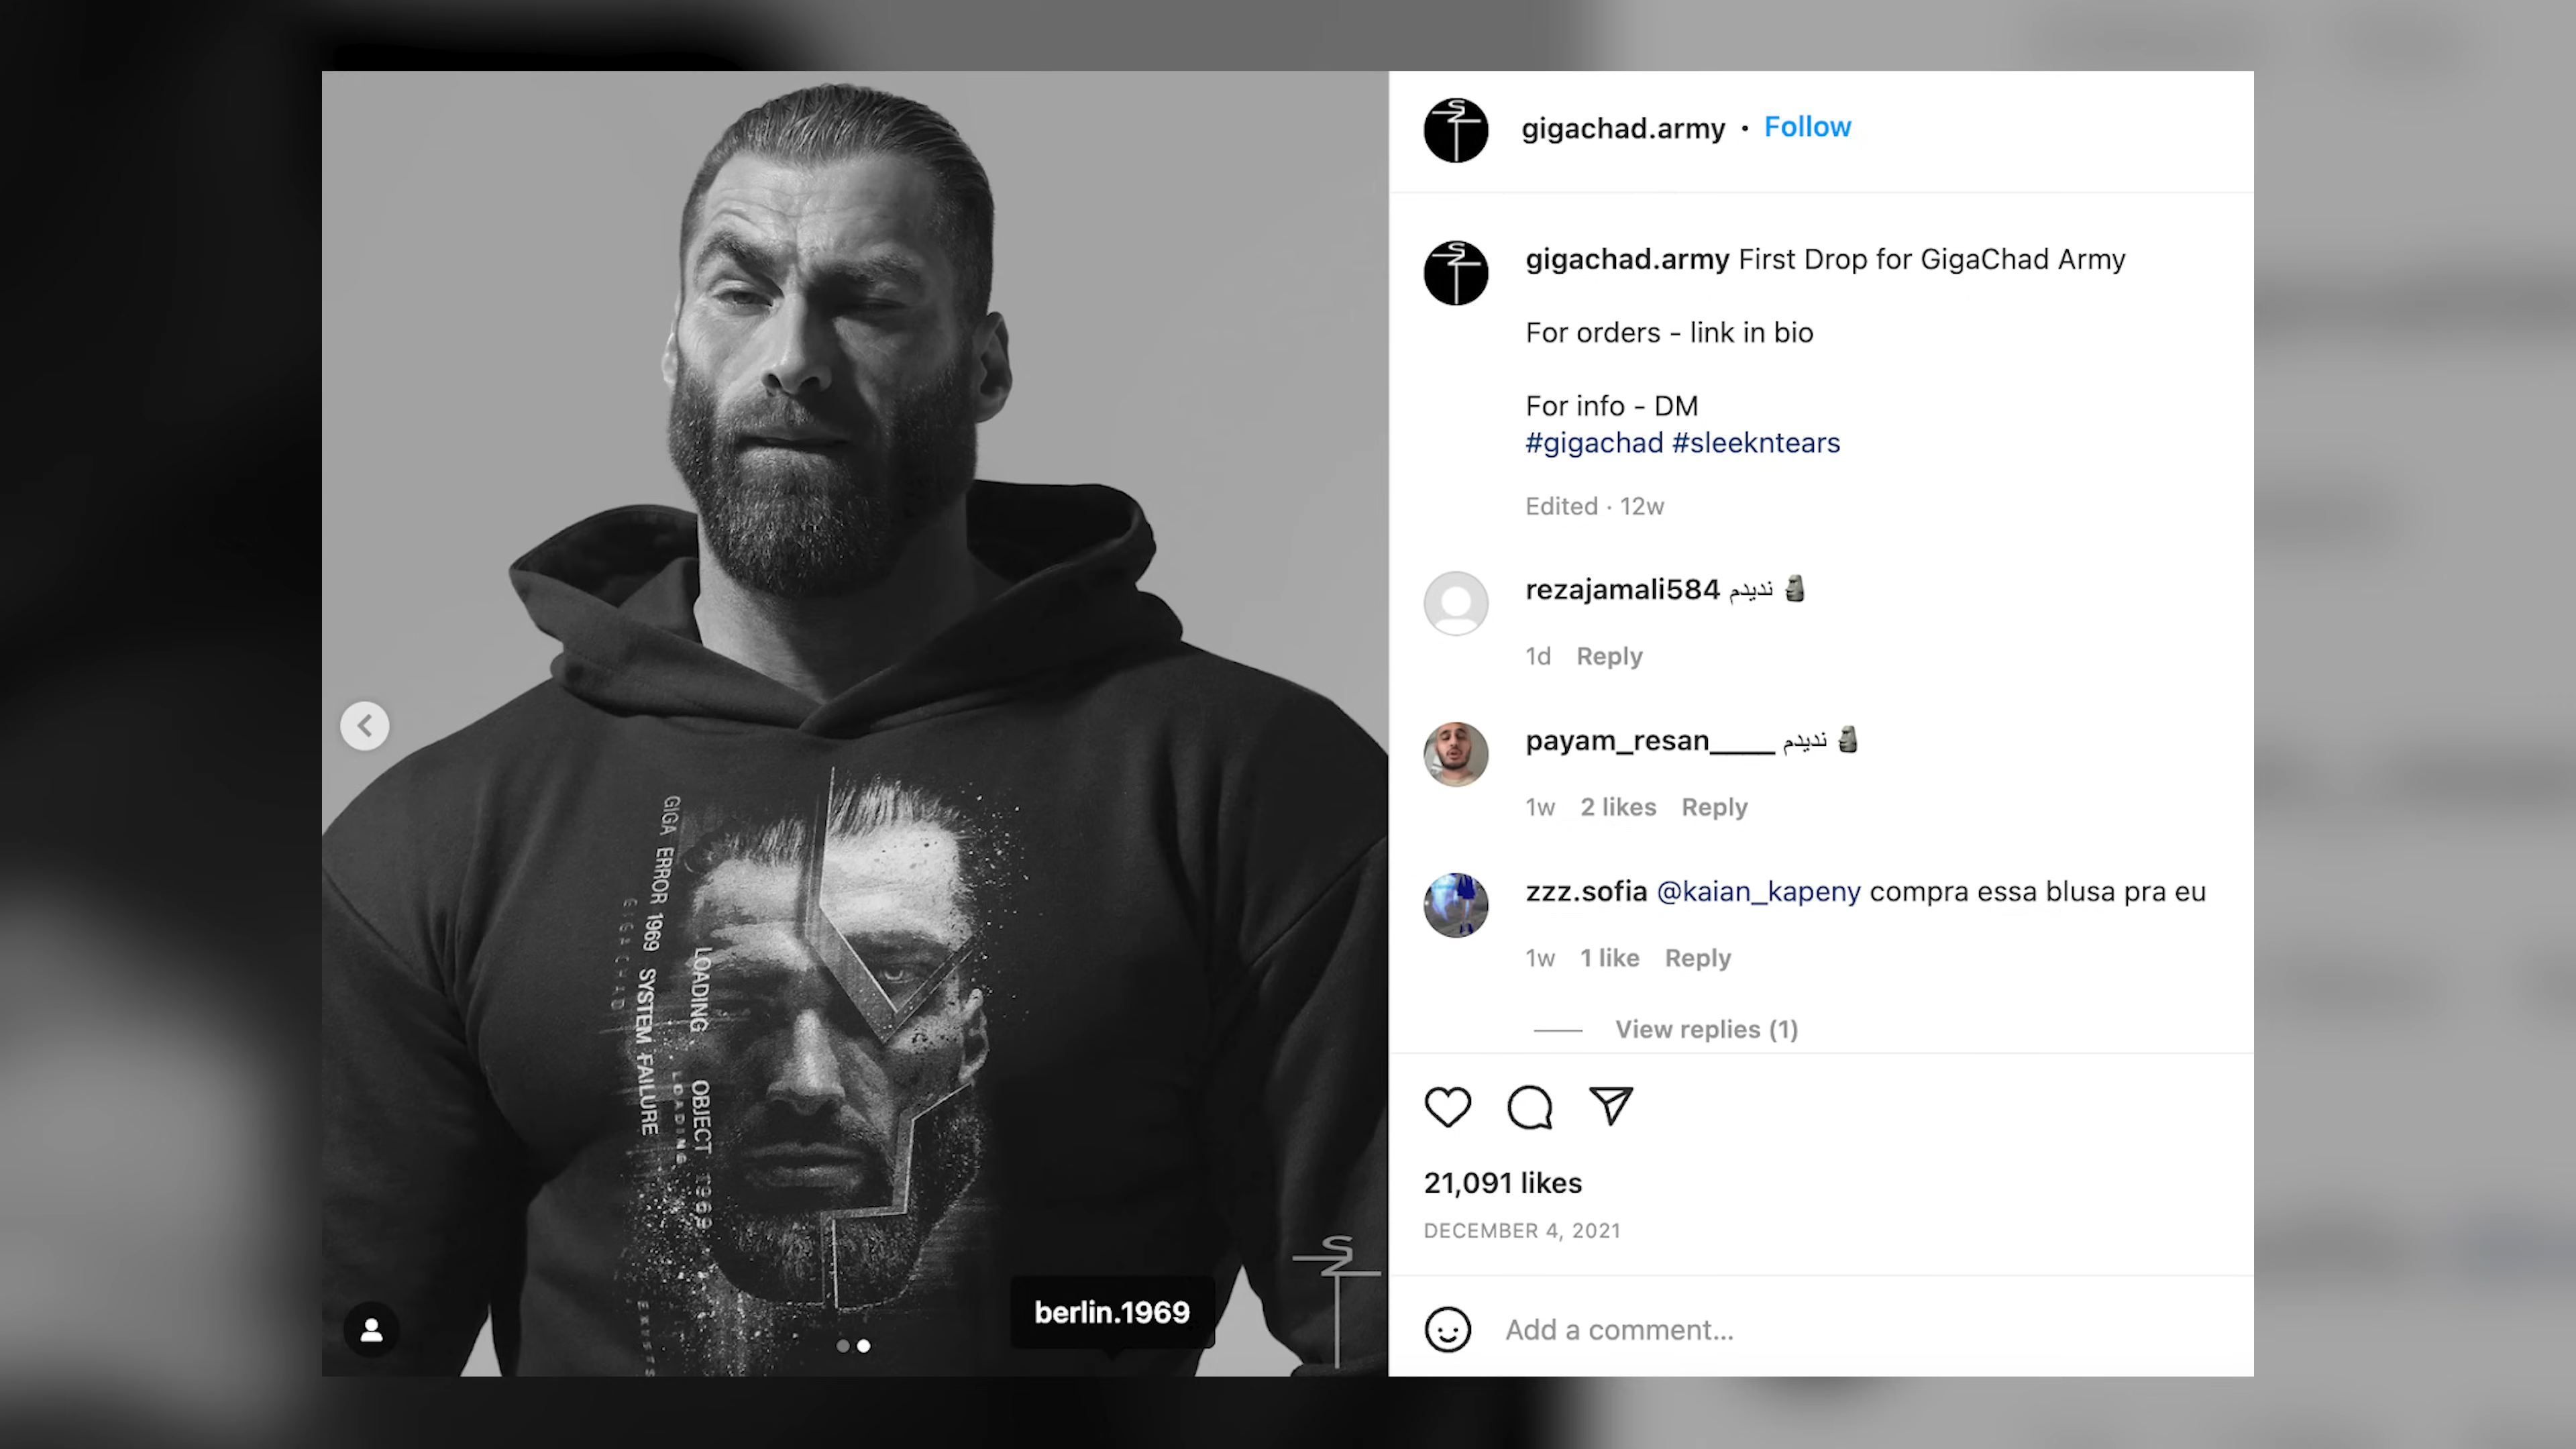 gigachad.army • Follow
gigachad.army First Drop for GigaChad Army
For orders - link in bio
For info - DM
#gigachad #sleekntears
Edited · 12w
rezajamali584 ندیدم 🗿
1d Reply
payam_resan____ ندیدم 🗿
1w 2 likes Reply
zzz.sofia @kaian_kapeny compra essa blusa pra eu
1w 1 like Reply
View replies (1)
21,091 likes
DECEMBER 4, 2021
Add a comment...
GIGA ERROR 1969 SYSTEM FAILURE
GIGACHAD
LOADING OBJECT 1969
LOADING
berlin.1969